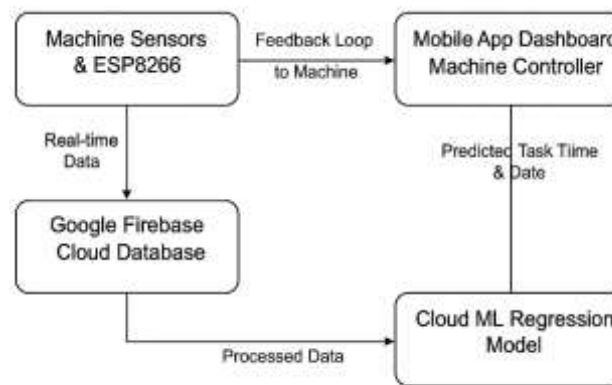 Machine Sensors
& ESP8266
Feedback Loop
to Machine
Mobile App Dashboard
Machine Controller
Real-time
Data
Predicted Task Tiime
& Date
Google Firebase
Cloud Database
Cloud ML Regression
Model
Processed Data